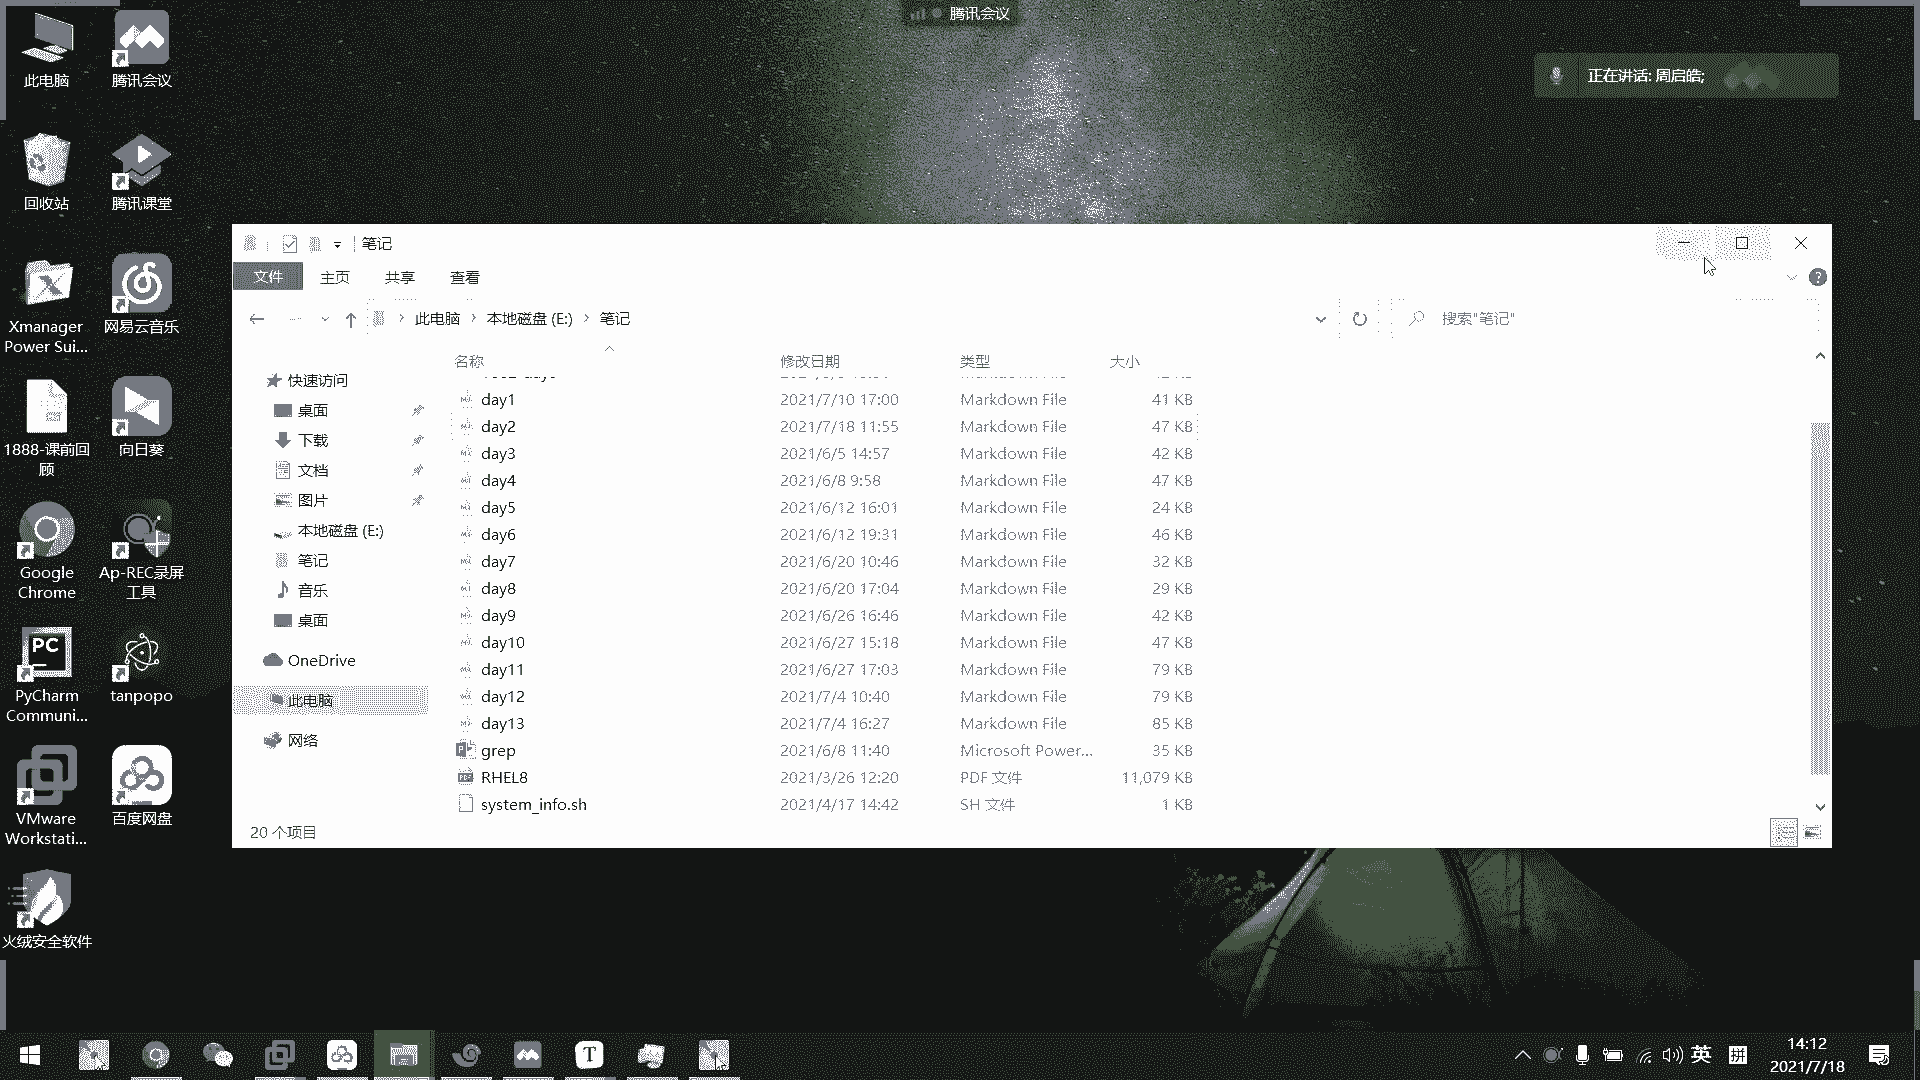 腾讯会议
正在讲话: 周启皓;
此电脑
腾讯会议
回收站
腾讯课堂
Xmanager
Power Sui...
网易云音乐
1888-课前回
顾
向日葵
Google
Chrome
Ap-REC录屏
工具
PyCharm
Communi...
tanpopo
VMware
Workstati...
百度网盘
火绒安全软件
笔记
文件 主页 共享 查看
此电脑 本地磁盘 (E:) 笔记
搜索"笔记"
快速访问
桌面
下载
文档
图片
本地磁盘 (E:)
笔记
音乐
桌面
OneDrive
此电脑
网络
名称 修改日期 类型 大小
day1 2021/7/10 17:00 Markdown File 41 KB
day2 2021/7/18 11:55 Markdown File 47 KB
day3 2021/6/5 14:57 Markdown File 42 KB
day4 2021/6/8 9:58 Markdown File 47 KB
day5 2021/6/12 16:01 Markdown File 24 KB
day6 2021/6/12 19:31 Markdown File 46 KB
day7 2021/6/20 10:46 Markdown File 32 KB
day8 2021/6/20 17:04 Markdown File 29 KB
day9 2021/6/26 16:46 Markdown File 42 KB
day10 2021/6/27 15:18 Markdown File 47 KB
day11 2021/6/27 17:03 Markdown File 79 KB
day12 2021/7/4 10:40 Markdown File 79 KB
day13 2021/7/4 16:27 Markdown File 85 KB
grep 2021/6/8 11:40 Microsoft Power... 35 KB
RHEL8 2021/3/26 12:20 PDF 文件 11,079 KB
system_info.sh 2021/4/17 14:42 SH 文件 1 KB
20 个项目
英
拼
14:12
2021/7/18